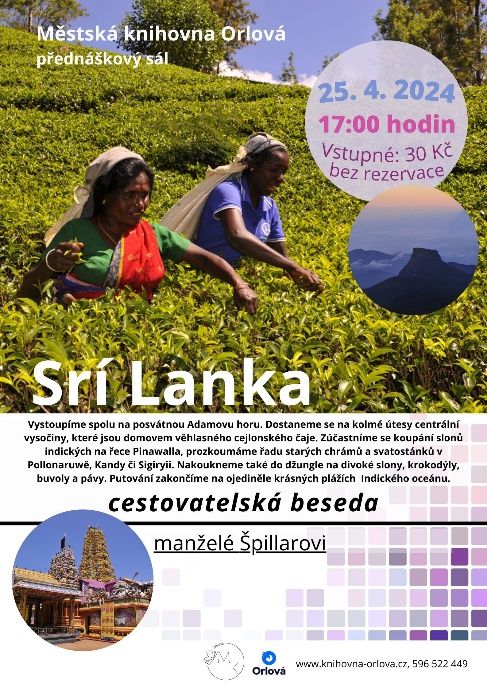 Městská knihovna Orlová
přednáškový sál
25. 4. 2024
17:00 hodin
Vstupné: 30 Kč
bez rezervace
Srí Lanka
Vystoupíme spolu na posvátnou Adamovu horu. Dostaneme se na kolmé útesy centrální
vysočiny, které jsou domovem věhlasného cejlonského čaje. Zúčastníme se koupání slonů
indických na řece Pinawalla, prozkoumáme řadu starých chrámů a svatostánků v
Pollonaruwě, Kandy či Sigiryii. Nakoukneme také do džungle na divoké slony, krokodýly,
buvoly a pávy. Putování zakončíme na ojediněle krásných plážích Indického oceánu.
cestovatelská beseda
manželé Špillarovi
Orlová
www.knihovna-orlova.cz, 596 522 449